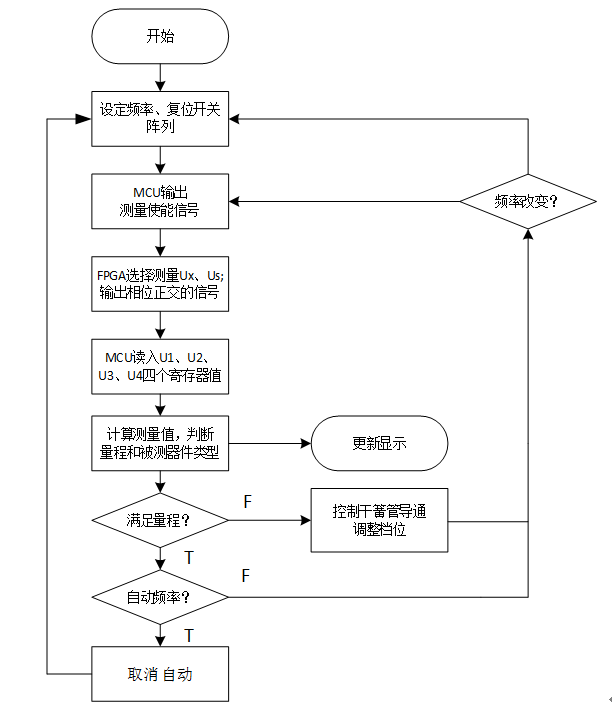 开始
设定频率、复位开关
阵列
MCU输出
测量使能信号
频率改变？
FPGA选择测量Ux、Us;
输出相位正交的信号
MCU读入U1、U2、
U3、U4四个寄存器值
计算测量值，判断
量程和被测器件类型
更新显示
满足量程？
F
控制干簧管导通
调整档位
T
自动频率？
F
T
取消 自动